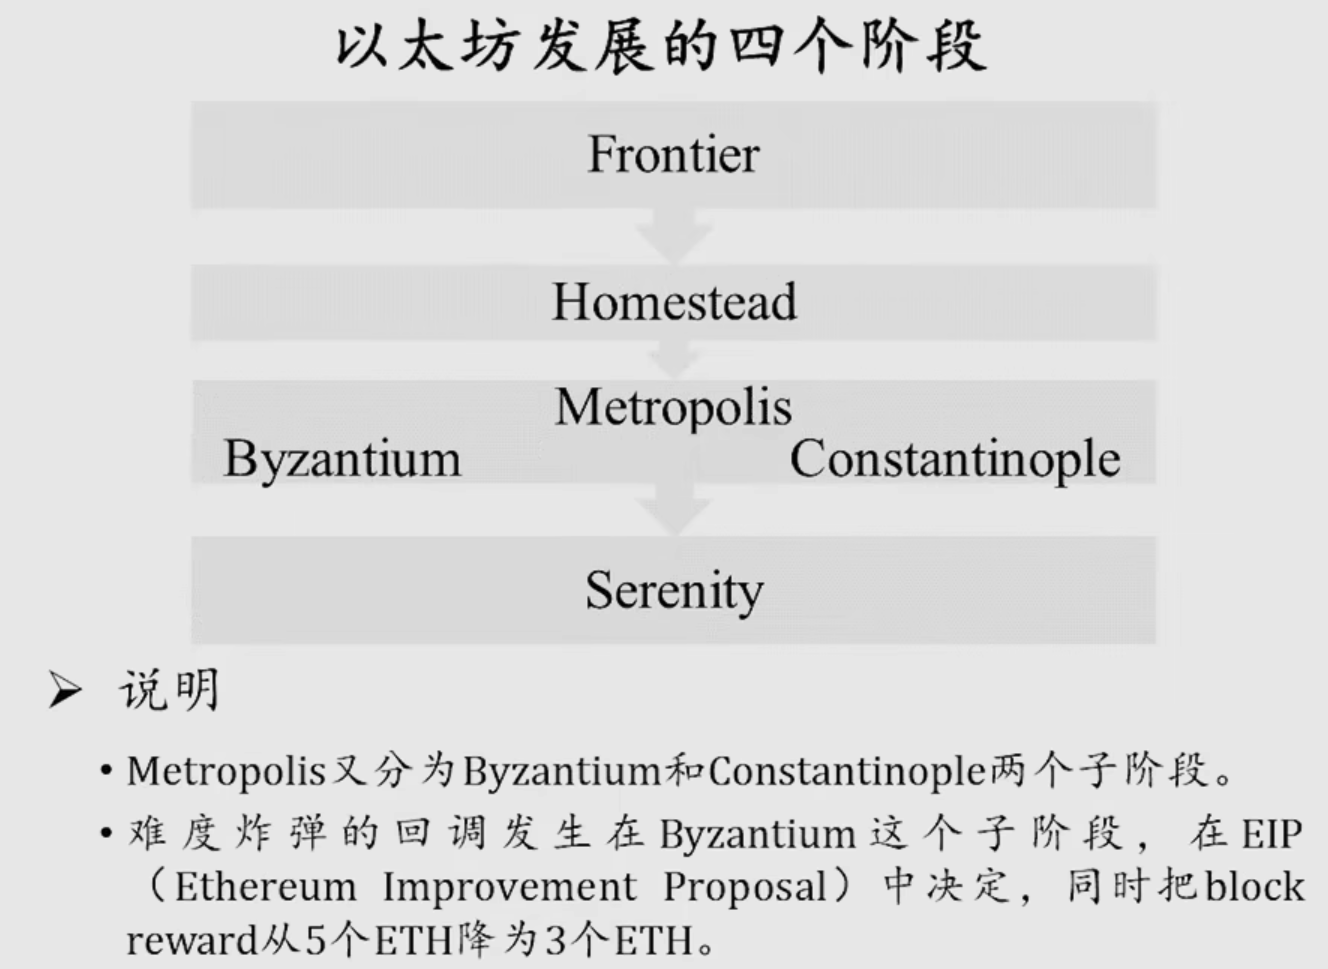 以太坊发展的四个阶段
Frontier
Homestead
Metropolis
Byzantium Constantinople
Serenity
➢ 说明
• Metropolis又分为Byzantium和Constantinople两个子阶段。
• 难度炸弹的回调发生在Byzantium这个子阶段，在EIP
（Ethereum Improvement Proposal）中决定，同时把block
reward从5个ETH降为3个ETH。